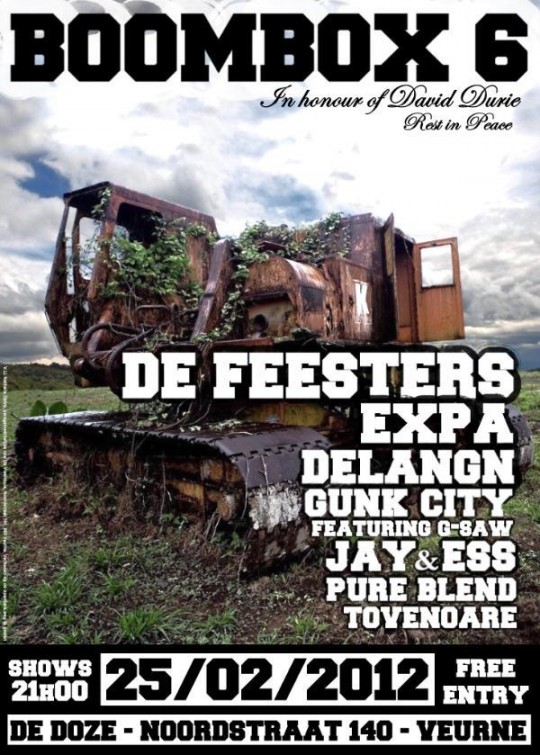 BOOMBOX 6
In honour of David Durie
Rest in Peace
K
DE FEESTERS
EXPA
DELANGN
GUNK CITY
FEATURING G-SAW
JAY & ESS
PURE BLEND
TOVENOARE
SHOWS
21H00
25/02/2012
FREE
ENTRY
DE DOZE - NOORDSTRAAT 140 - VEURNE